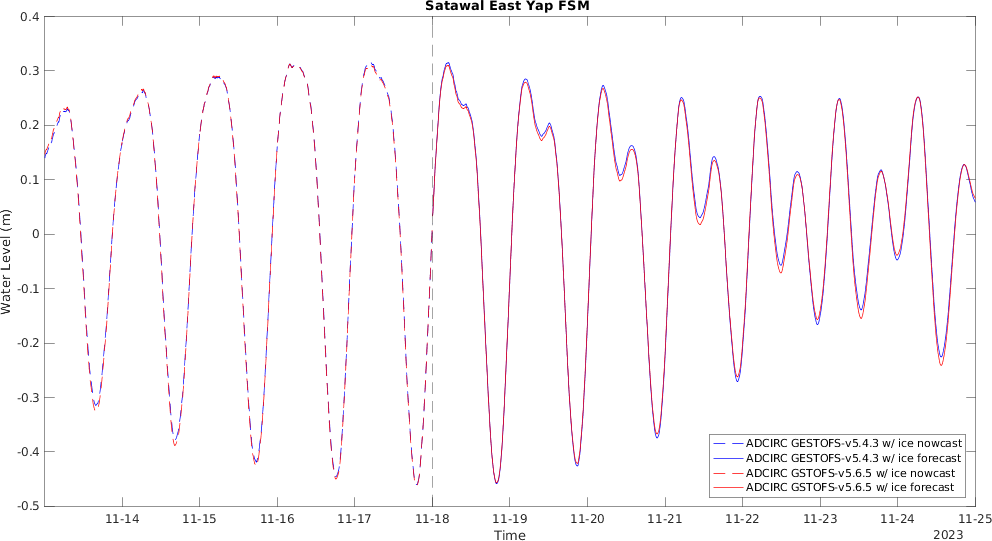 Satawal East Yap FSM
0.4
0.3
0.2
0.1
0
-0.1
-0.2
-0.3
-0.4
-0.5
Water Level (m)
ADCIRC GESTOFS-v5.4.3 w/ ice nowcast
ADCIRC GESTOFS-v5.4.3 w/ ice forecast
ADCIRC GSTOFS-v5.6.5 w/ ice nowcast
ADCIRC GSTOFS-v5.6.5 w/ ice forecast
11-14 11-15 11-16 11-17 11-18 11-19 11-20 11-21 11-22 11-23 11-24 11-25
Time
2023